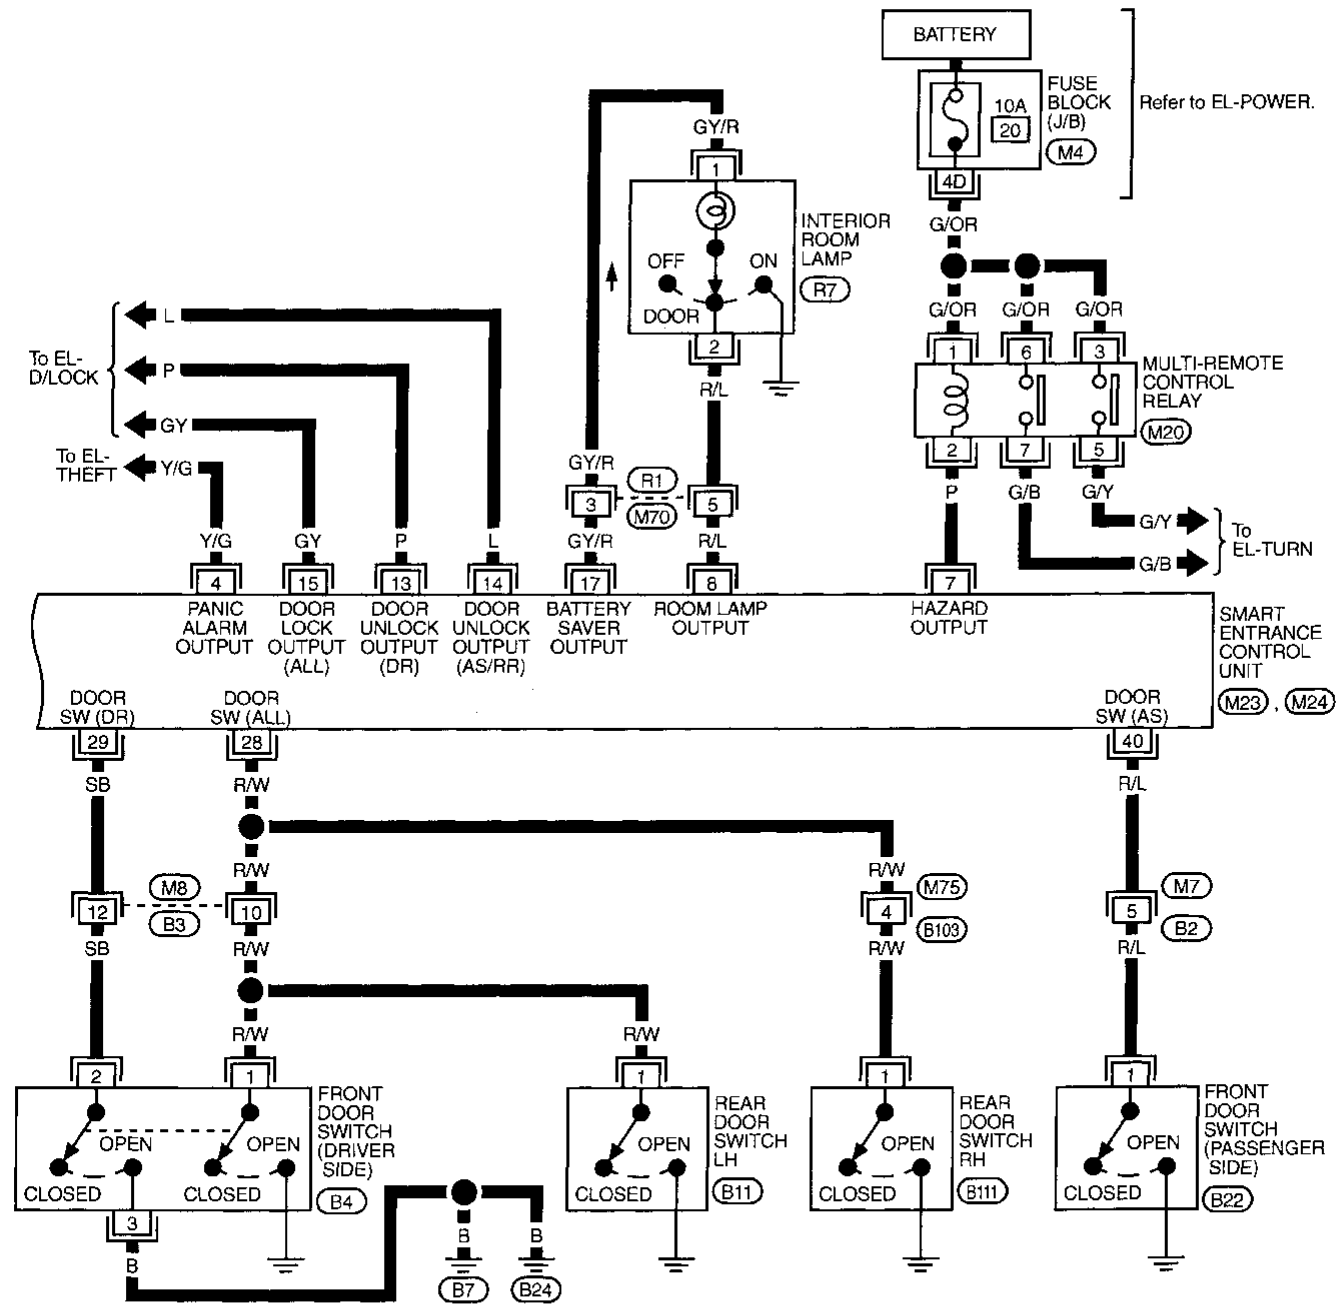 BATTERY
FUSE
BLOCK
(J/B)
10A
20
M4
Refer to EL-POWER.
4D
G/OR
GY/R
1
INTERIOR
ROOM
LAMP
R7
OFF
ON
DOOR
2
R/L
G/OR
G/OR
G/OR
1
6
3
MULTI-REMOTE
CONTROL
RELAY
M20
2
7
5
P
G/B
G/Y
G/Y
G/B
To
EL-TURN
To EL-
D/LOCK
L
P
GY
To EL-
THEFT
Y/G
GY/R
R1
3
5
M70
Y/G
GY
P
L
GY/R
R/L
4
15
13
14
17
8
7
PANIC
ALARM
OUTPUT
DOOR
LOCK
OUTPUT
(ALL)
DOOR
UNLOCK
OUTPUT
(DR)
DOOR
UNLOCK
OUTPUT
(AS/RR)
BATTERY
SAVER
OUTPUT
ROOM LAMP
OUTPUT
HAZARD
OUTPUT
SMART
ENTRANCE
CONTROL
UNIT
M23 , M24
DOOR
SW (DR)
DOOR
SW (ALL)
DOOR
SW (AS)
29
28
40
SB
R/W
R/L
R/W
R/W
M8
12
10
B3
M75
4
B103
M7
5
B2
SB
R/W
R/W
R/L
R/W
R/W
2
1
1
1
1
OPEN
CLOSED
OPEN
CLOSED
FRONT
DOOR
SWITCH
(DRIVER
SIDE)
B4
OPEN
CLOSED
REAR
DOOR
SWITCH
LH
B11
OPEN
CLOSED
REAR
DOOR
SWITCH
RH
B111
OPEN
CLOSED
FRONT
DOOR
SWITCH
(PASSENGER
SIDE)
B22
3
B
B
B
B7
B24